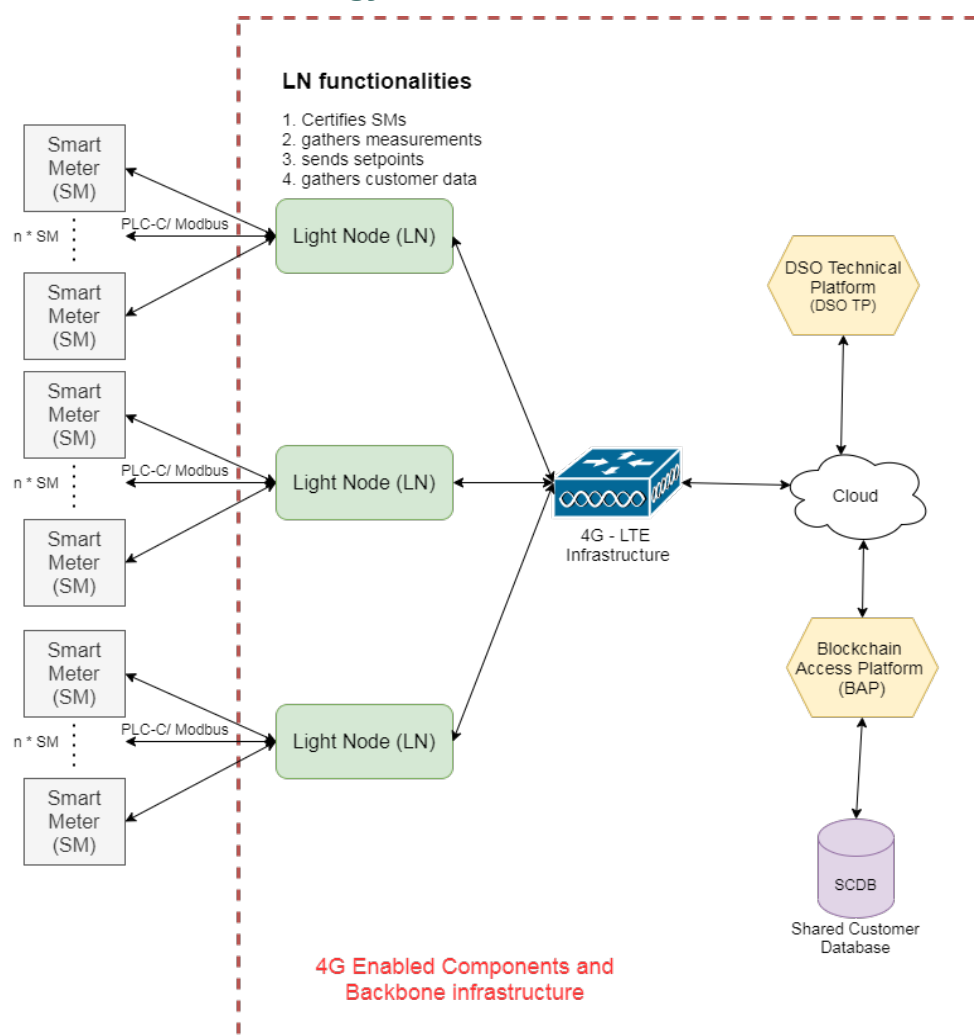 LN functionalities
1. Certifies SMs
2. gathers measurements
3. sends setpoints
4. gathers customer data
Smart
Meter
(SM)
n * SM
PLC-C/ Modbus
Smart
Meter
(SM)
Light Node (LN)
Smart
Meter
(SM)
n * SM
PLC-C/ Modbus
Smart
Meter
(SM)
Light Node (LN)
Smart
Meter
(SM)
n * SM
PLC-C/ Modbus
Smart
Meter
(SM)
Light Node (LN)
4G - LTE
Infrastructure
DSO Technical
Platform
(DSO TP)
Cloud
Blockchain
Access Platform
(BAP)
SCDB
Shared Customer
Database
4G Enabled Components and
Backbone infrastructure